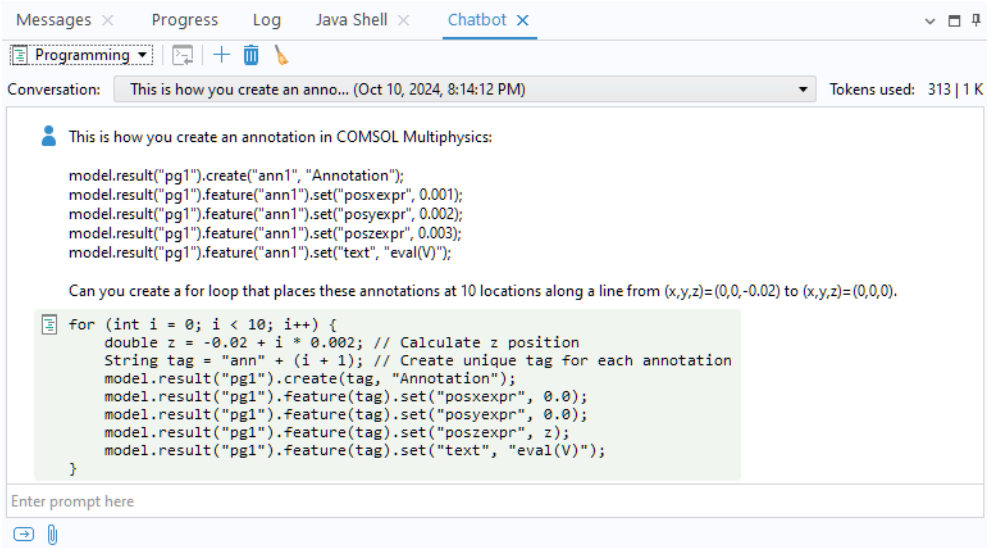 Messages Progress Log Java Shell Chatbot
Programming
Conversation: This is how you create an anno... (Oct 10, 2024, 8:14:12 PM) Tokens used: 313 | 1 K
This is how you create an annotation in COMSOL Multiphysics:
model.result("pg1").create("ann1", "Annotation");
model.result("pg1").feature("ann1").set("posxexpr", 0.001);
model.result("pg1").feature("ann1").set("posyexpr", 0.002);
model.result("pg1").feature("ann1").set("poszexpr", 0.003);
model.result("pg1").feature("ann1").set("text", "eval(V)");
Can you create a for loop that places these annotations at 10 locations along a line from (x,y,z)=(0,0,-0.02) to (x,y,z)=(0,0,0).
for (int i = 0; i < 10; i++) {
    double z = -0.02 + i * 0.002; // Calculate z position
    String tag = "ann" + (i + 1); // Create unique tag for each annotation
    model.result("pg1").create(tag, "Annotation");
    model.result("pg1").feature(tag).set("posxexpr", 0.0);
    model.result("pg1").feature(tag).set("posyexpr", 0.0);
    model.result("pg1").feature(tag).set("poszexpr", z);
    model.result("pg1").feature(tag).set("text", "eval(V)");
}
Enter prompt here